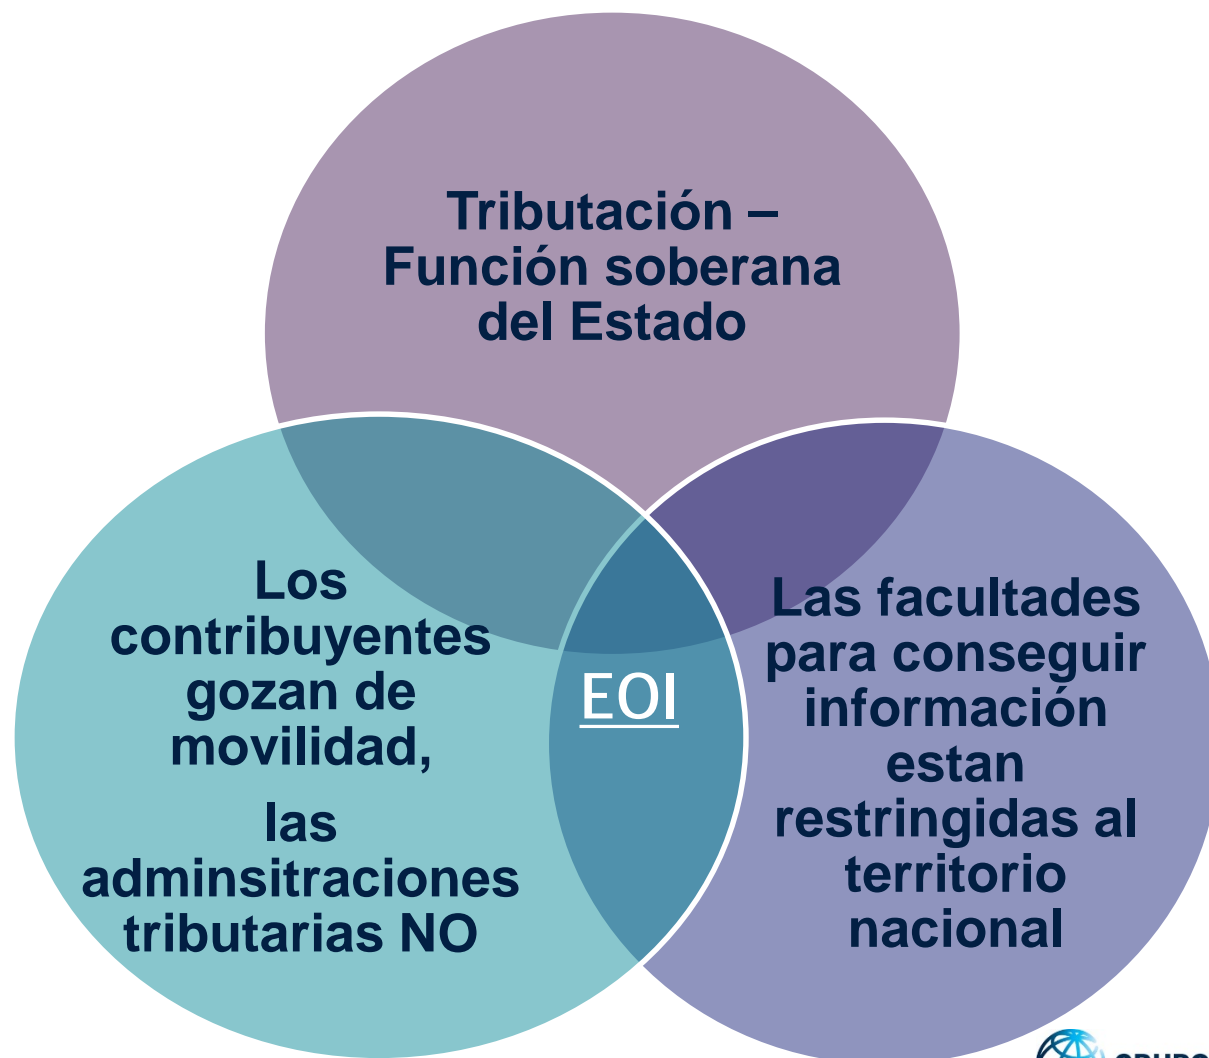 Tributación –
Función soberana
del Estado
Los
contribuyentes
gozan de
movilidad,
las
adminsitraciones
tributarias NO
EOI
Las facultades
para conseguir
información
estan
restringidas al
territorio
nacional